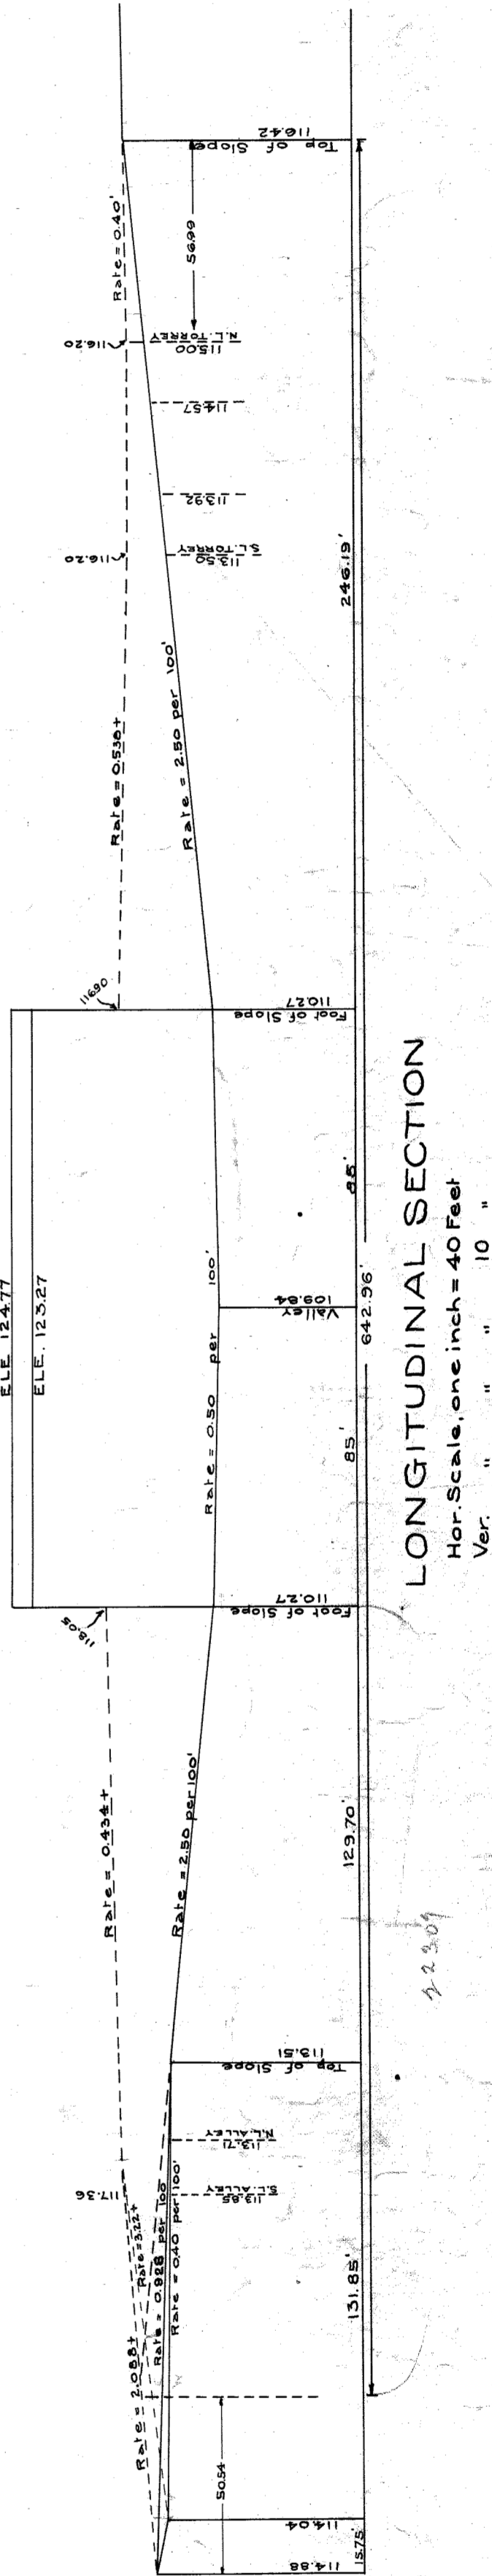 114.88
15.75'
114.04
50.54
131.85'
Rate = 2.088+
Rate = 3.22+
Rate = 0.928 per 100'
Rate = 0.40 per 100'
117.36
S.L. ALLEY
113.85
N.L. ALLEY
113.71
Top of Slope
113.51
Rate = 0.434+
Rate = 2.50 per 100'
129.70'
118.05
Foot of Slope
110.27
ELE 124.77
ELE. 123.27
Rate = 0.50 per 100'
85'
Valley
109.84
642.96'
85'
116.90
Foot of Slope
110.27
Rate = 0.538+
Rate = 2.50 per 100'
246.19'
116.20
S.L. TORREY
113.50
113.92
114.57
116.20
N.L. TORREY
115.00
56.99
Rate = 0.40'
Top of Slope
116.42
LONGITUDINAL SECTION
Hor. Scale, one inch = 40 Feet
Ver. " " " 10 "
22309